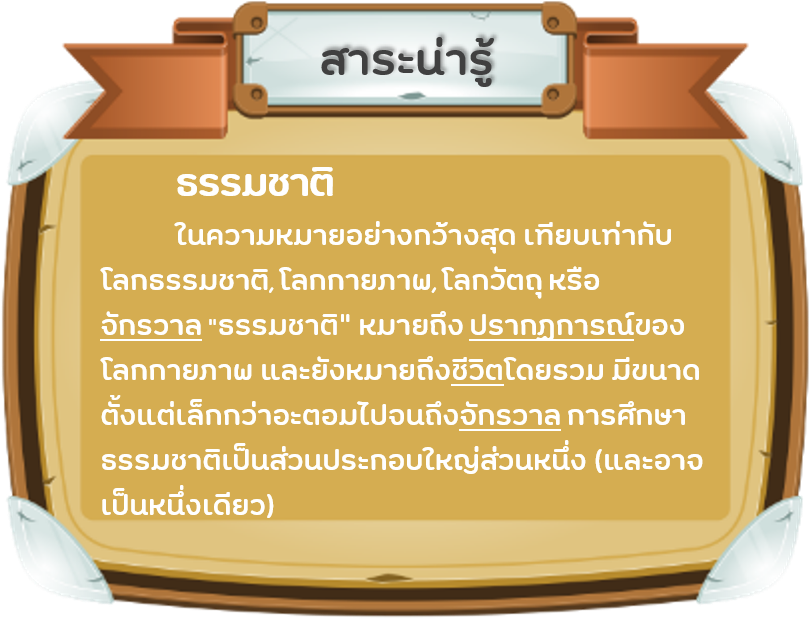 สาระน่ารู้
ธรรมชาติ
ในความหมายอย่างกว้างสุด เทียบเท่ากับ
โลกธรรมชาติ, โลกกายภาพ, โลกวัตถุ หรือ
จักรวาล "ธรรมชาติ" หมายถึง ปรากฏการณ์ของ
โลกกายภาพ และยังหมายถึงชีวิตโดยรวม มีขนาด
ตั้งแต่เล็กกว่าอะตอมไปจนถึงจักรวาล การศึกษา
ธรรมชาติเป็นส่วนประกอบใหญ่ส่วนหนึ่ง (และอาจ
เป็นหนึ่งเดียว)